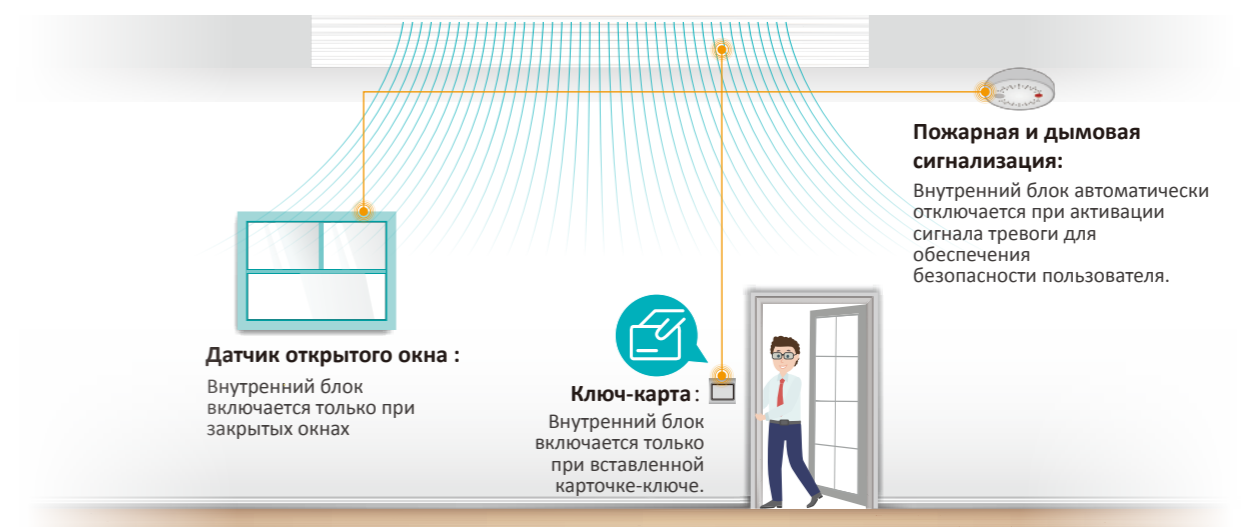 Пожарная и дымовая
сигнализация:
Внутренний блок автоматически
отключается при активации
сигнала тревоги для
обеспечения
безопасности пользователя.
Датчик открытого окна :
Внутренний блок
включается только при
закрытых окнах
Ключ-карта:
Внутренний блок
включается только
при вставленной
карточке-ключе.